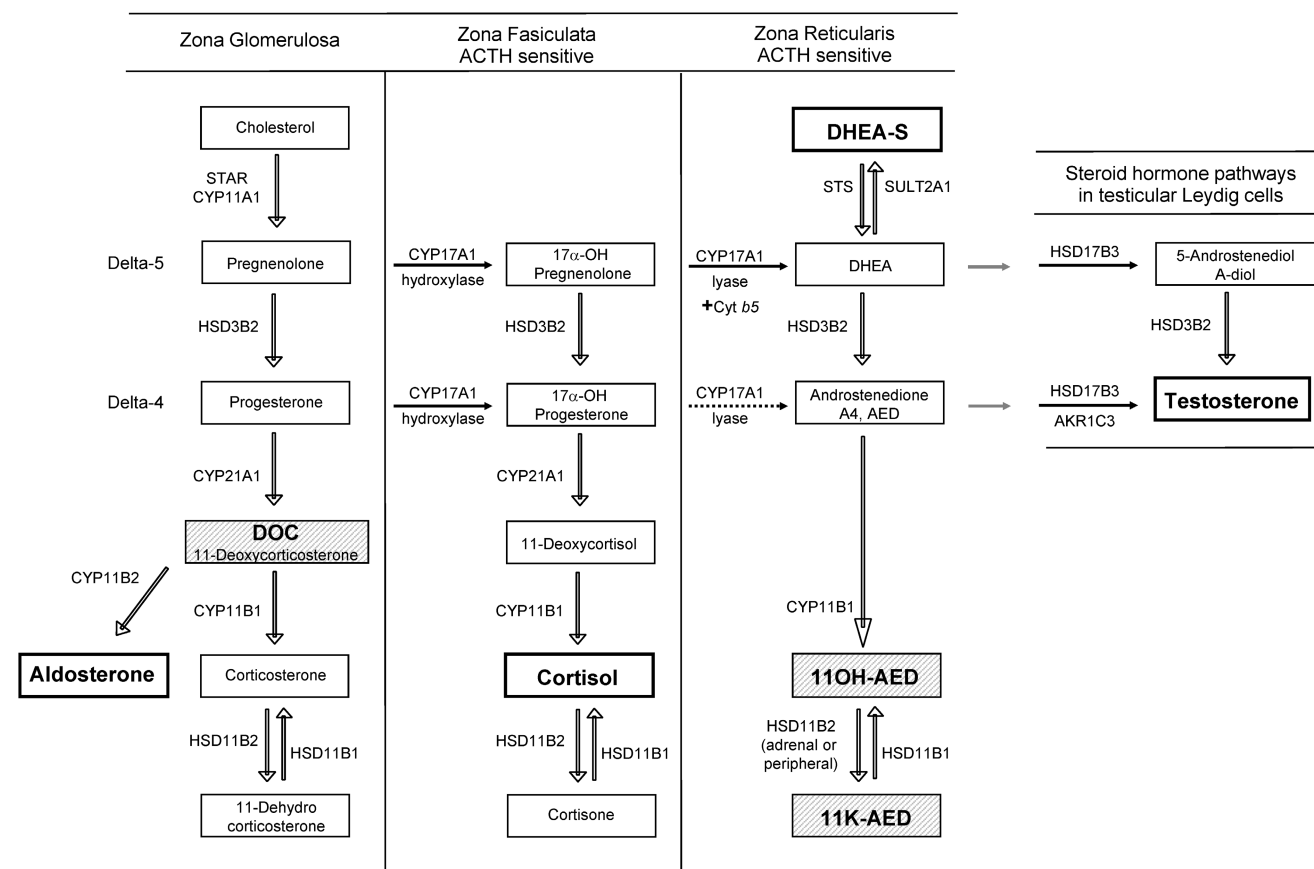 Zona Glomerulosa
Zona Fasiculata
ACTH sensitive
Zona Reticularis
ACTH sensitive
Cholesterol
DHEA-S
STAR
CYP11A1
STS
SULT2A1
Steroid hormone pathways
in testicular Leydig cells
Delta-5
Pregnenolone
CYP17A1
hydroxylase
17α-OH
Pregnenolone
CYP17A1
lyase
+Cyt b5
DHEA
HSD17B3
5-Androstenediol
A-diol
HSD3B2
HSD3B2
HSD3B2
HSD3B2
Delta-4
Progesterone
CYP17A1
hydroxylase
17α-OH
Progesterone
CYP17A1
lyase
Androstenedione
A4, AED
HSD17B3
AKR1C3
Testosterone
CYP21A1
CYP21A1
DOC
11-Deoxycorticosterone
11-Deoxycortisol
CYP11B2
CYP11B1
CYP11B1
CYP11B1
Aldosterone
Corticosterone
Cortisol
11OH-AED
HSD11B2
HSD11B1
HSD11B2
HSD11B1
HSD11B2
(adrenal or
peripheral)
HSD11B1
11-Dehydro
corticosterone
Cortisone
11K-AED